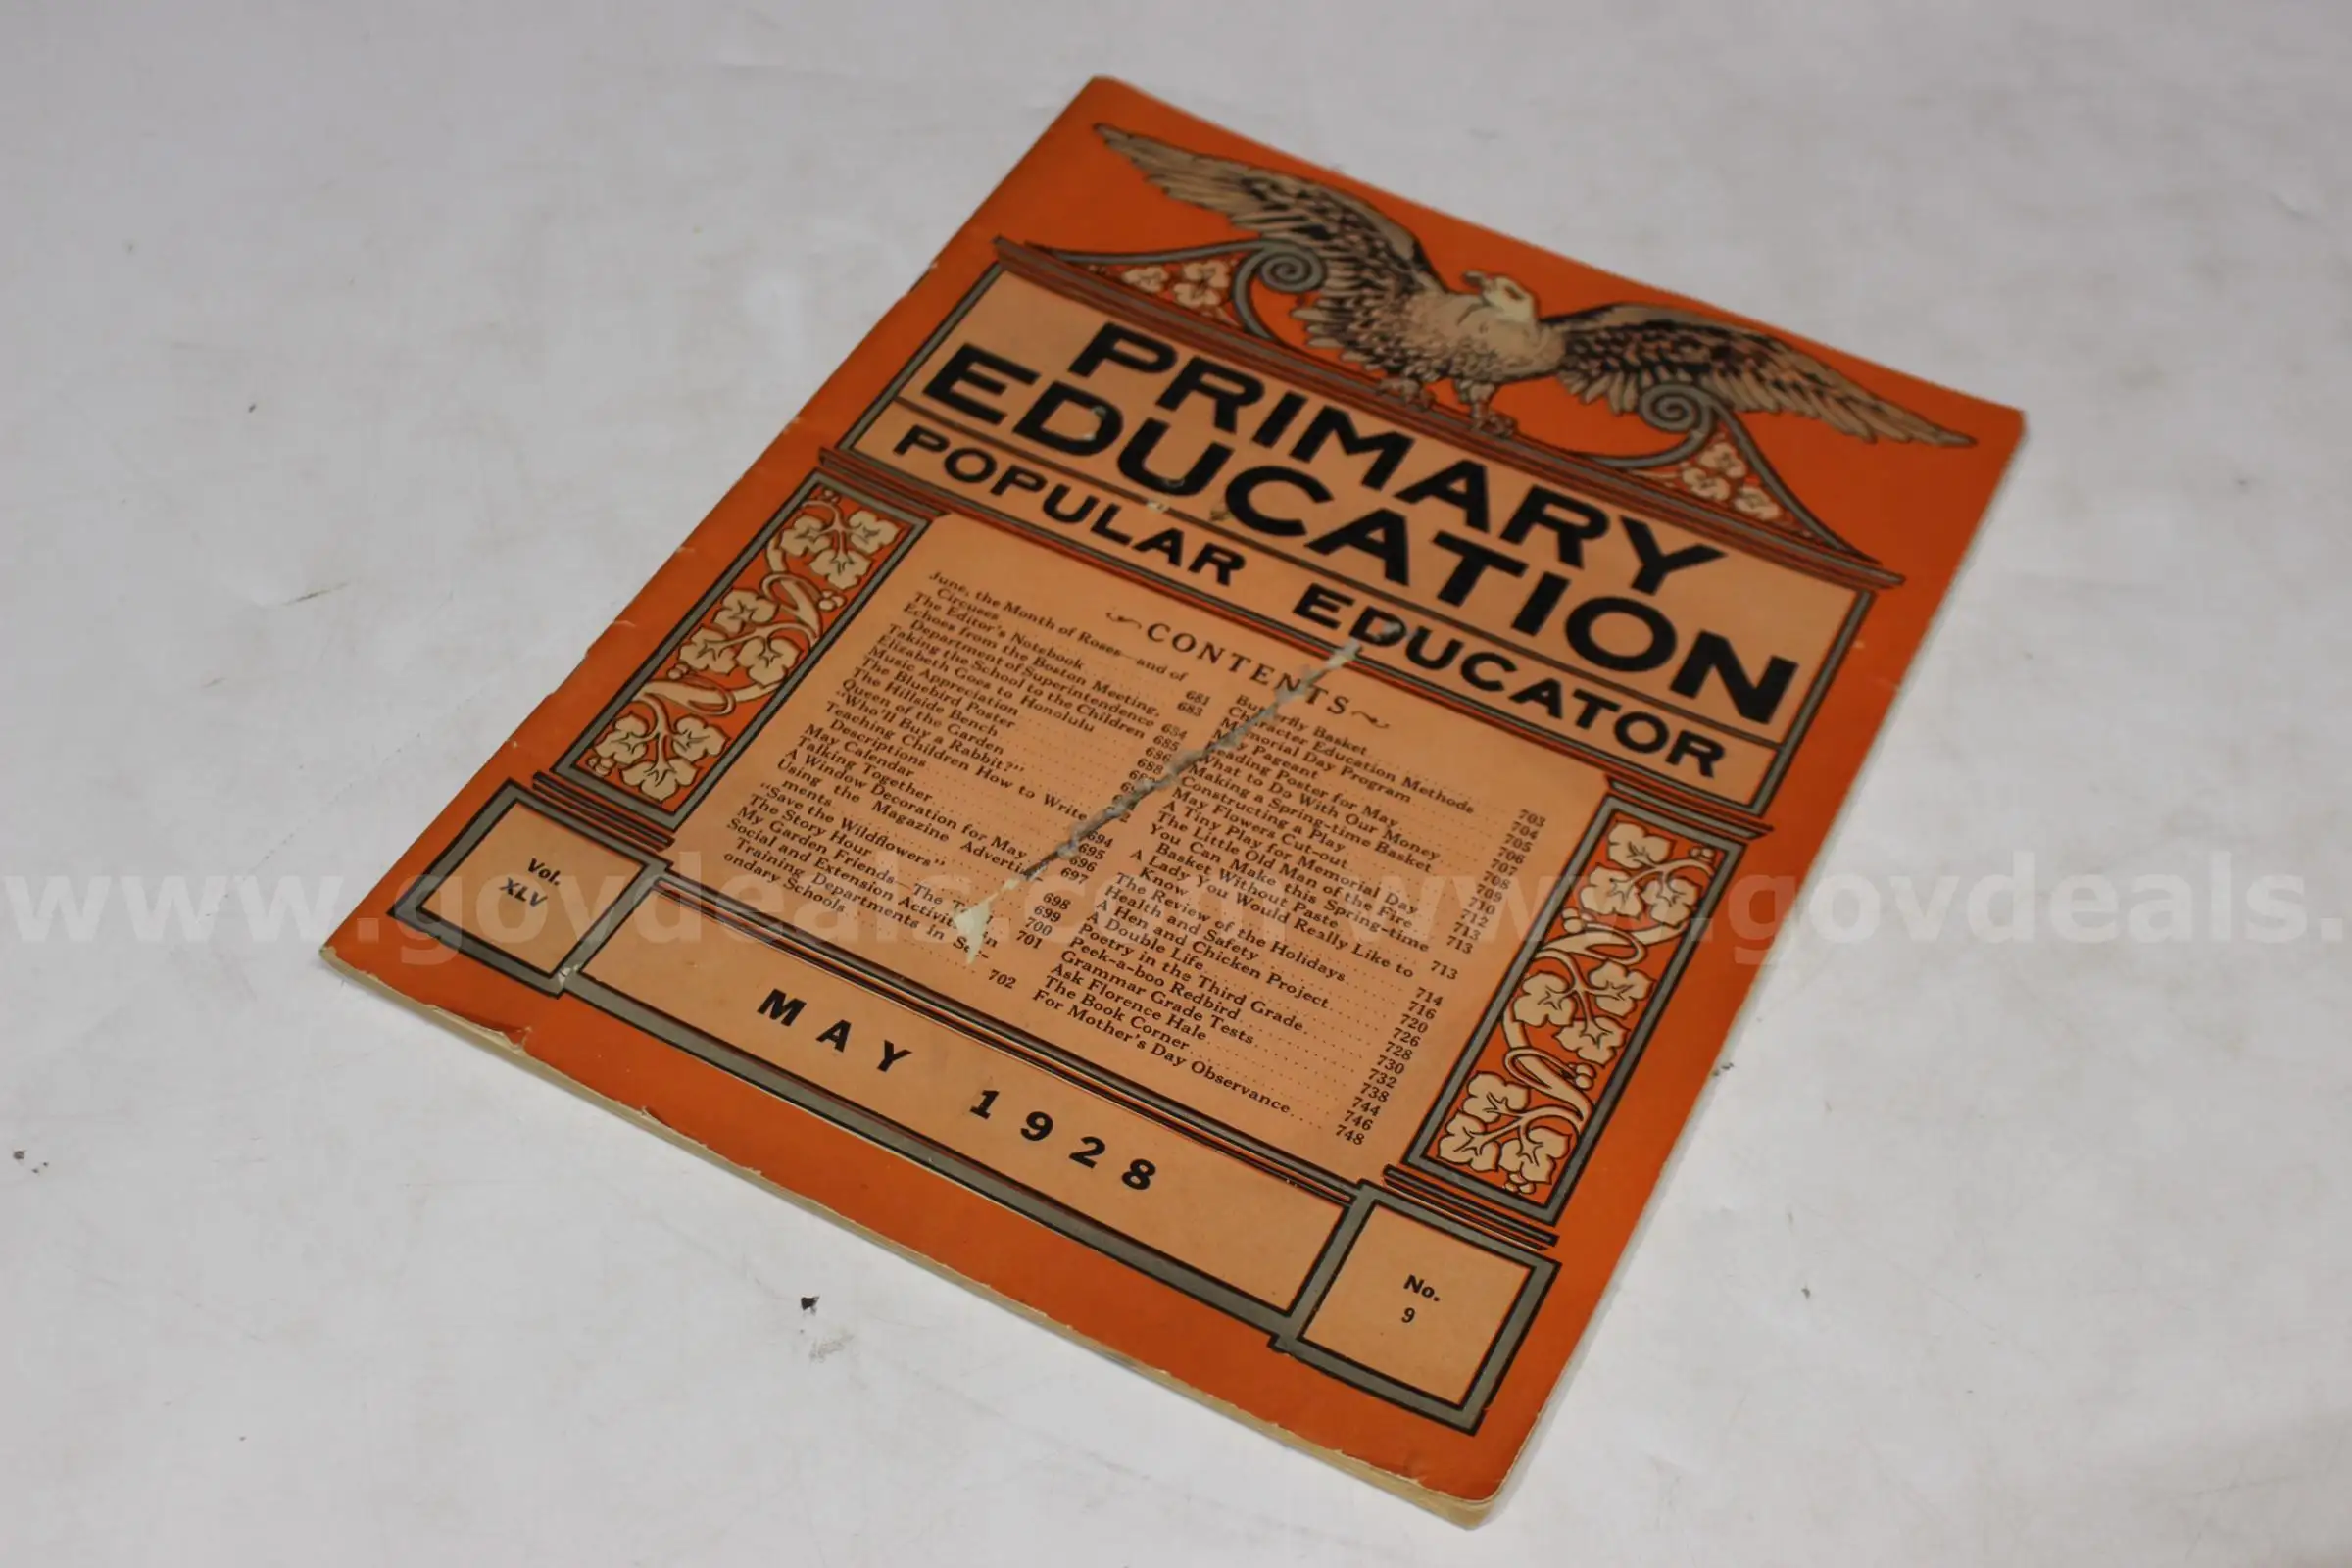 PRIMARY
EDUCATION
POPULAR EDUCATOR
CONTENTS
June, the Month of Roses—and of
Circuses 681
The Editor's Notebook 683
Echoes from the Boston Meeting,
Department of Superintendence 684
Taking the School to the Children 685
Elizabeth Goes to Honolulu 686
Music Appreciation 688
The Bluebird Poster
The Hillside Bench
Queen of the Garden
"Who'll Buy a Rabbit?"
Teaching Children How to Write
Descriptions 694
May Calendar 695
Talking Together 696
A Window Decoration for May 697
Using the Magazine Advertise-
ments 698
"Save the Wildflowers" 699
The Story Hour 700
My Garden Friends—The 701
Social and Extension Activities in
Training Departments in Sec-
ondary Schools 702
Butterfly Basket 703
Character Education Methods 704
Memorial Day Program 705
May Pageant 706
Reading Poster for May 707
What to Do With Our Money 708
Making a Spring-time Basket 709
Constructing a Play 710
May Flowers Cut-out 712
A Tiny Play for Memorial Day 713
The Little Old Man of the Fire 713
You Can Make this Spring-time
Basket Without Paste 713
A Lady You Would Really Like to
Know 714
The Review of the Holidays 716
Health and Safety 720
A Hen and Chicken Project 726
A Double Life 728
Poetry in the Third Grade 730
Peek-a-boo Redbird 732
Grammar Grade Tests 738
Ask Florence Hale 744
The Book Corner 746
For Mother's Day Observance 748
Vol.
XLV
MAY 1928
No.
9
www.govdeals.com www.govdeals.